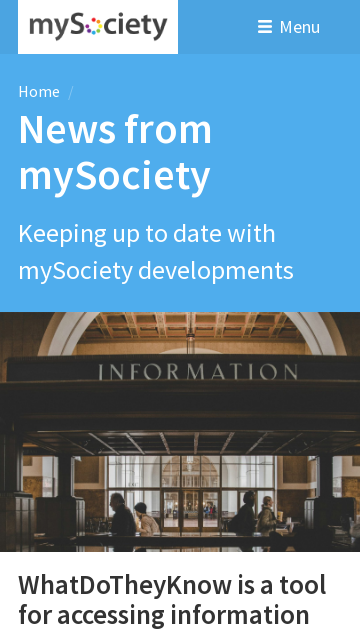 mySociety
Menu
Home /
News from
mySociety
Keeping up to date with
mySociety developments
INFORMATION
WhatDoTheyKnow is a tool
for accessing information